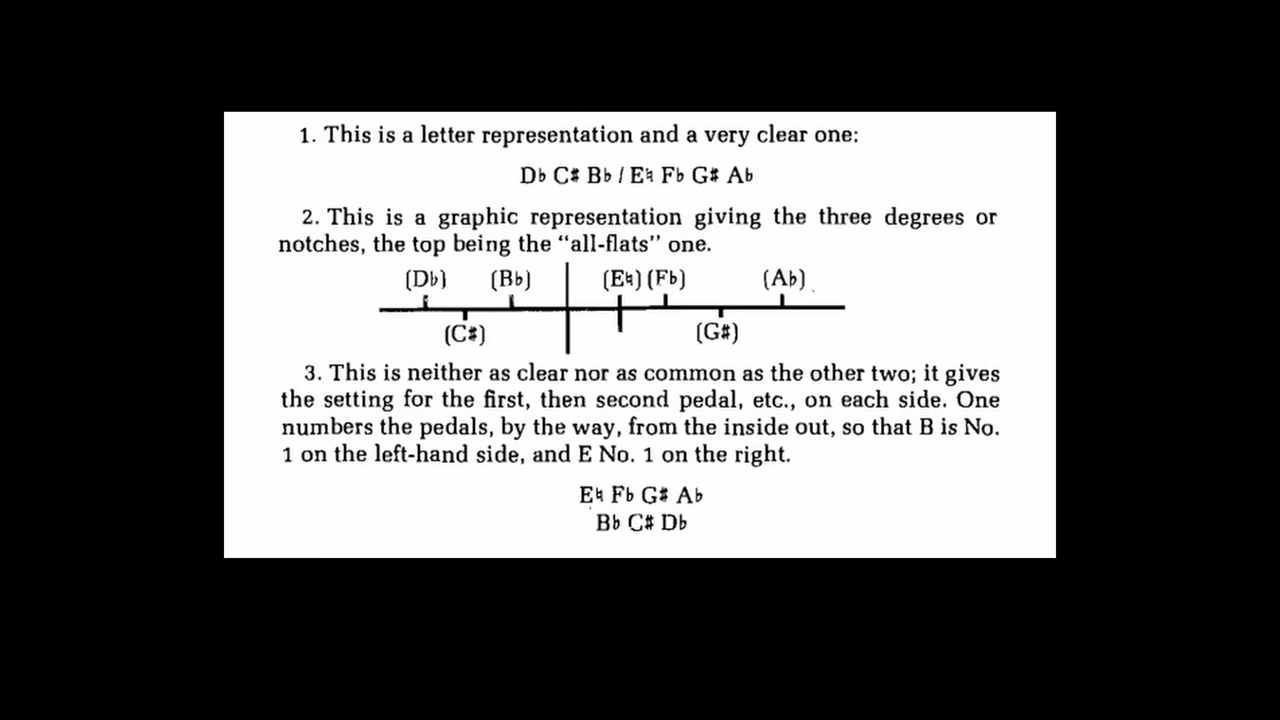 1. This is a letter representation and a very clear one:
D♭ C♯ B♭ / E♮ F♭ G♯ A♭
2. This is a graphic representation giving the three degrees or
notches, the top being the “all-flats” one.
(D♭) (B♭) (E♮) (F♭) (A♭)
(C♯) (G♯)
3. This is neither as clear nor as common as the other two; it gives
the setting for the first, then second pedal, etc., on each side. One
numbers the pedals, by the way, from the inside out, so that B is No.
1 on the left-hand side, and E No. 1 on the right.
E♮ F♭ G♯ A♭
B♭ C♯ D♭